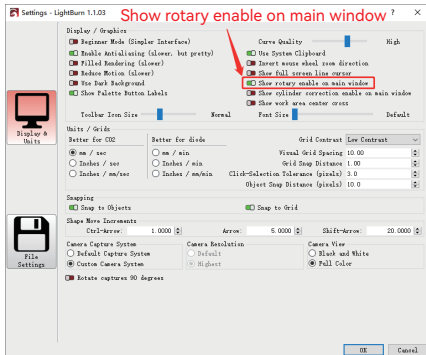 Settings - LightBurn 1.1.03
Show rotary enable on main window
?
Display / Graphics
Beginner Mode (Simpler Interface)
Curve Quality
High
Enable Antialiasing (slower, but pretty)
Use System Clipboard
Filled Rendering (slower)
Invert mouse wheel zoom direction
Reduce Motion (slower)
Show full screen line cursor
Use Dark Background
Show rotary enable on main window
Show Palette Button Labels
Show cylinder correction enable on main window
Show work area center cross
Toolbar Icon Size
Normal
Font Size
Default
Display & Units
Units / Grids
Better for CO2
Better for diode
Grid Contrast
Low Contrast
mm / sec
mm / min
Visual Grid Spacing
10.00
Inches / sec
Inches / min
Grid Snap Distance
1.00
Inches / mm/sec
Inches / mm/min
Click-Selection Tolerance (pixels)
3.0
Object Snap Distance (pixels)
10.0
Snapping
Snap to Objects
Snap to Grid
Shape Move Increments
Ctrl-Arrow:
1.0000
Arrow:
5.0000
Shift-Arrow:
20.0000
File Settings
Camera Capture System
Camera Resolution
Camera View
Default Capture System
Default
Black and White
Custom Camera System
Highest
Full Color
Rotate captures 90 degrees
OK
Cancel